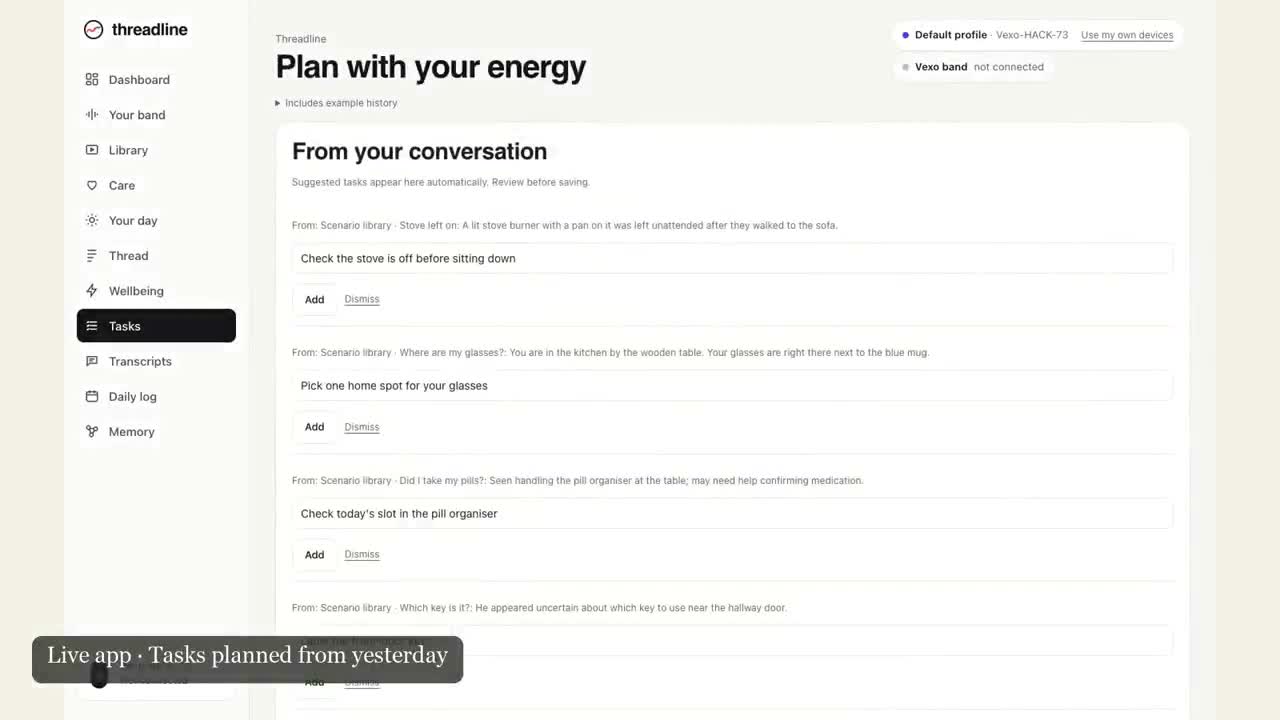 threadline
Dashboard
Your band
Library
Care
Your day
Thread
Wellbeing
Tasks
Transcripts
Daily log
Memory
Threadline
Plan with your energy
Includes example history
Default profile · Vexo-HACK-73 Use my own devices
Vexo band not connected
From your conversation
Suggested tasks appear here automatically. Review before saving.
From: Scenario library · Stove left on: A lit stove burner with a pan on it was left unattended after they walked to the sofa.
Check the stove is off before sitting down
Add Dismiss
From: Scenario library · Where are my glasses?: You are in the kitchen by the wooden table. Your glasses are right there next to the blue mug.
Pick one home spot for your glasses
Add Dismiss
From: Scenario library · Did I take my pills?: Seen handling the pill organiser at the table; may need help confirming medication.
Check today's slot in the pill organiser
Add Dismiss
From: Scenario library · Which key is it?: He appeared uncertain about which key to use near the hallway door.
Add Dismiss
Live app · Tasks planned from yesterday